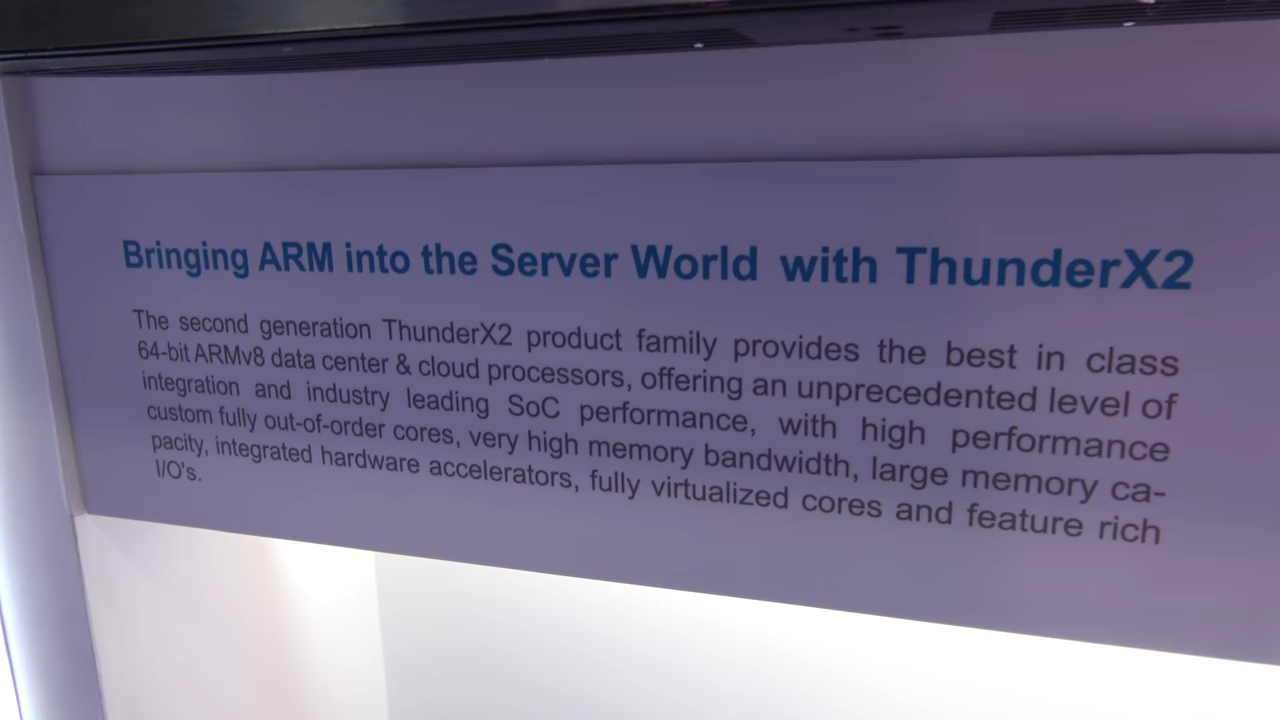 Bringing ARM into the Server World with ThunderX2
The second generation ThunderX2 product family provides the best in class
64-bit ARMv8 data center & cloud processors, offering an unprecedented level of
integration and industry leading SoC performance, with high performance
custom fully out-of-order cores, very high memory bandwidth, large memory ca-
pacity, integrated hardware accelerators, fully virtualized cores and feature rich
I/O's.